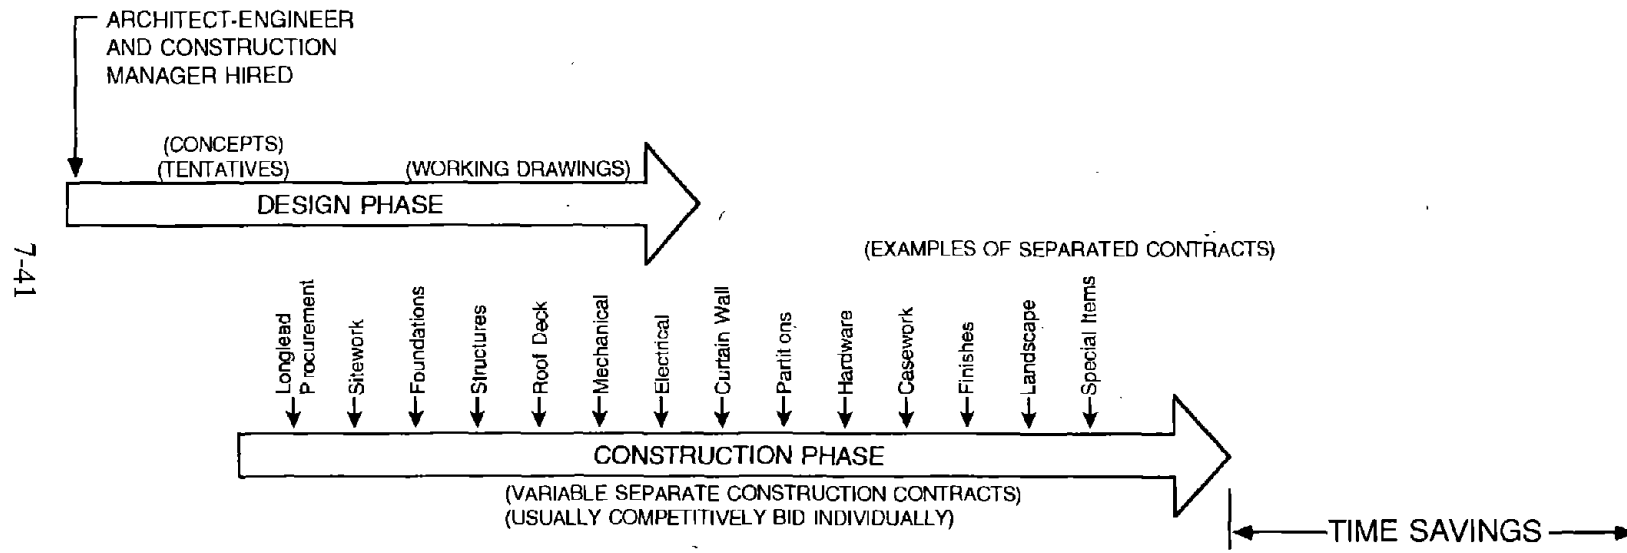 ARCHITECT-ENGINEER
AND CONSTRUCTION
MANAGER HIRED
(CONCEPTS)
(TENTATIVES)
(WORKING DRAWINGS)
DESIGN PHASE
7-41
(EXAMPLES OF SEPARATED CONTRACTS)
Longlead
Procurement
Sitework
Foundations
Structures
Roof Deck
Mechanical
Electrical
Curtain Wall
Partitions
Hardware
Casework
Finishes
Landscape
Special Items
CONSTRUCTION PHASE
(VARIABLE SEPARATE CONSTRUCTION CONTRACTS)
(USUALLY COMPETITIVELY BID INDIVIDUALLY)
TIME SAVINGS